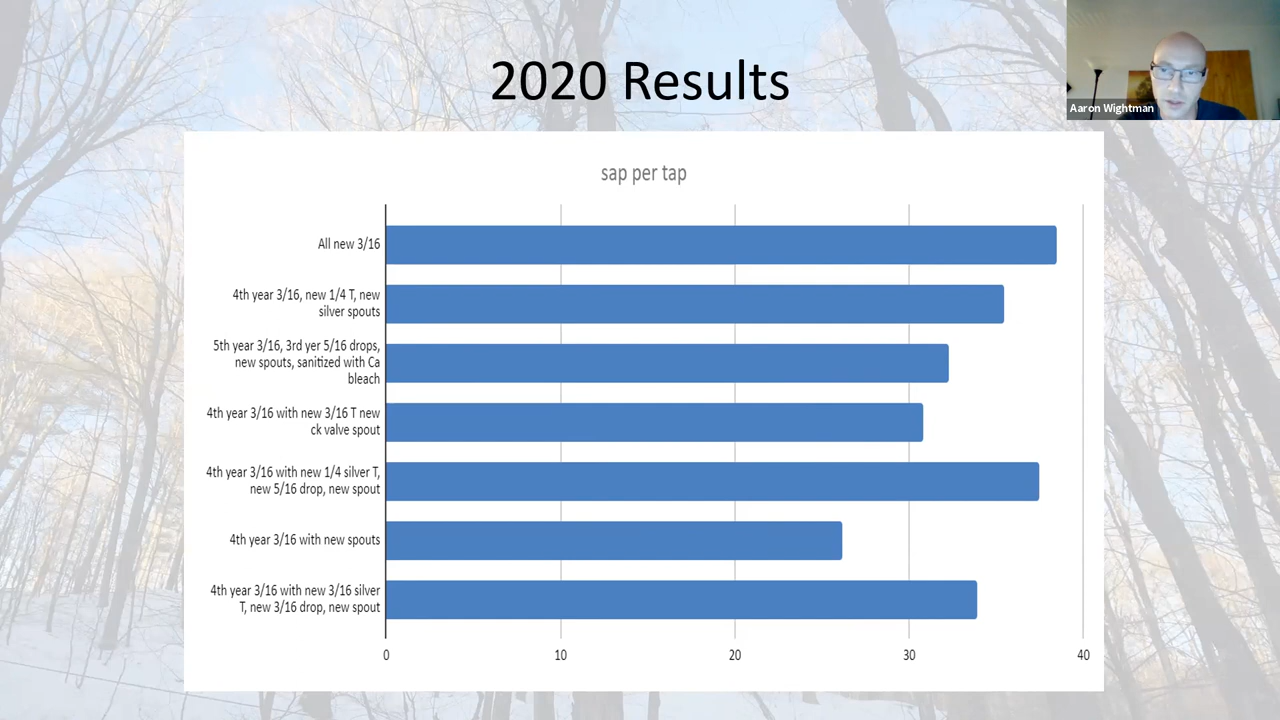 2020 Results
Aaron Wightman
sap per tap
All new 3/16
4th year 3/16, new 1/4 T, new
silver spouts
5th year 3/16, 3rd yer 5/16 drops,
new spouts, sanitized with Ca
bleach
4th year 3/16 with new 3/16 T new
ck valve spout
4th year 3/16 with new 1/4 silver T,
new 5/16 drop, new spout
4th year 3/16 with new spouts
4th year 3/16 with new 3/16 silver
T, new 3/16 drop, new spout
0 10 20 30 40